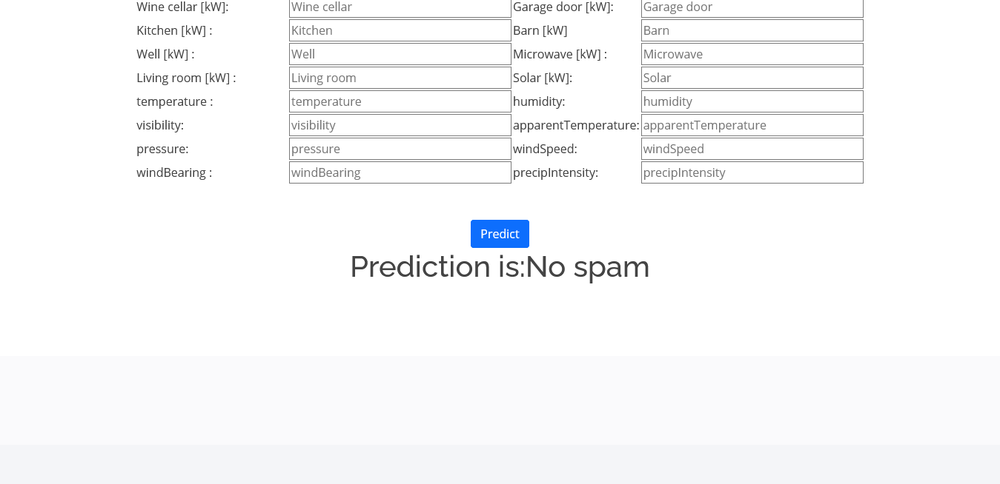 Wine cellar [kW]: Wine cellar Garage door [kW]: Garage door
Kitchen [kW] : Kitchen Barn [kW] Barn
Well [kW] : Well Microwave [kW] : Microwave
Living room [kW] : Living room Solar [kW]: Solar
temperature : temperature humidity: humidity
visibility: visibility apparentTemperature: apparentTemperature
pressure: pressure windSpeed: windSpeed
windBearing : windBearing precipIntensity: precipIntensity
Predict
Prediction is:No spam